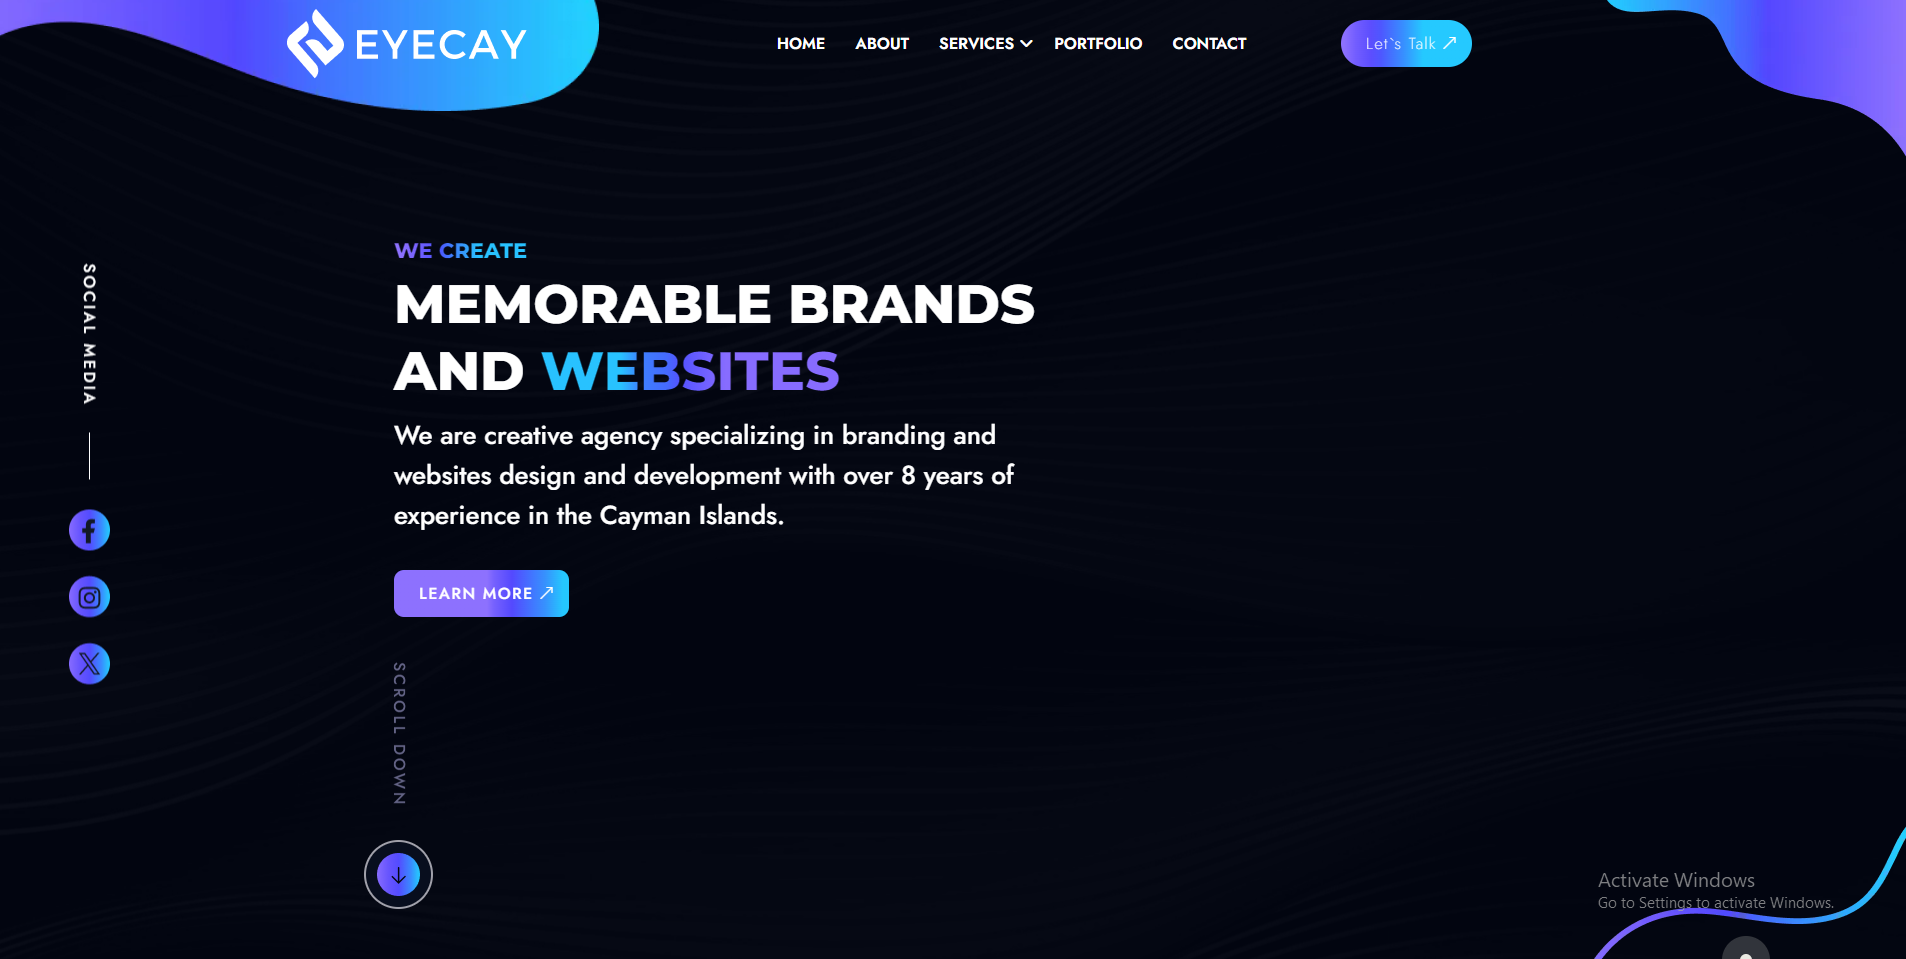 EYECAY
HOME ABOUT SERVICES PORTFOLIO CONTACT
Let`s Talk
SOCIAL MEDIA
WE CREATE
MEMORABLE BRANDS
AND WEBSITES
We are creative agency specializing in branding and
websites design and development with over 8 years of
experience in the Cayman Islands.
LEARN MORE
SCROLL DOWN
Activate Windows
Go to Settings to activate Windows.